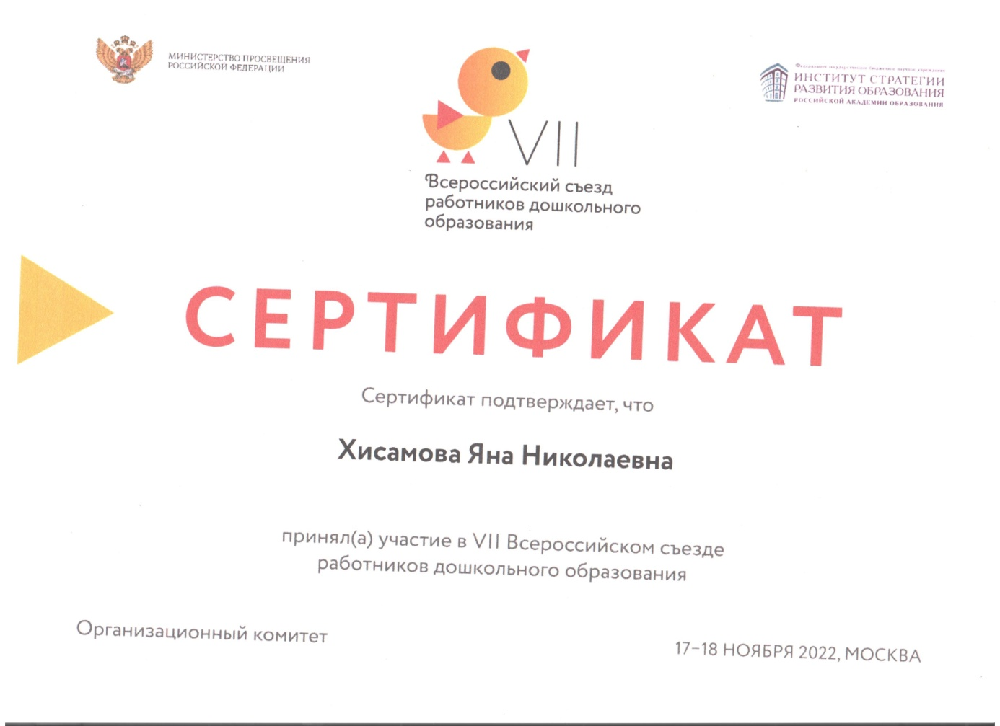 МИНИСТЕРСТВО ПРОСВЕЩЕНИЯ
РОССИЙСКОЙ ФЕДЕРАЦИИ
Федеральное государственное бюджетное научное учреждение
ИНСТИТУТ СТРАТЕГИИ
РАЗВИТИЯ ОБРАЗОВАНИЯ
РОССИЙСКОЙ АКАДЕМИИ ОБРАЗОВАНИЯ
VII
Всероссийский съезд
работников дошкольного
образования
СЕРТИФИКАТ
Сертификат подтверждает, что
Хисамова Яна Николаевна
принял(а) участие в VII Всероссийском съезде
работников дошкольного образования
Организационный комитет
17–18 НОЯБРЯ 2022, МОСКВА